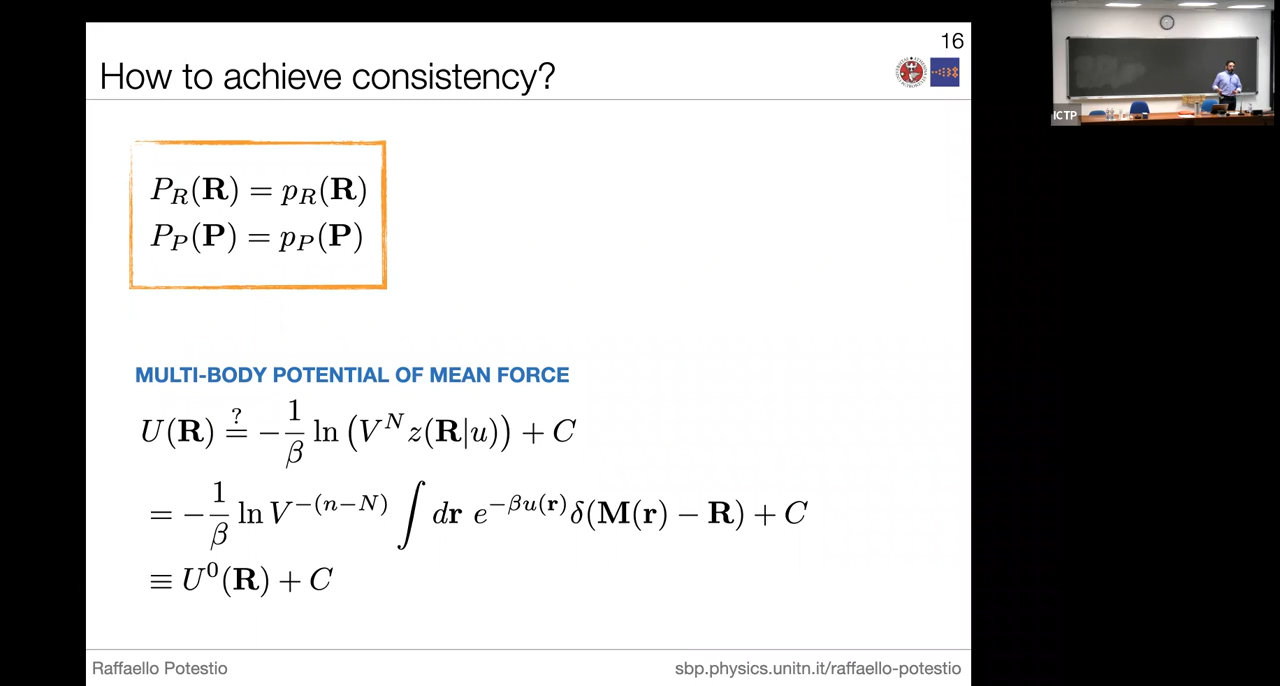 16
How to achieve consistency?
P_R(R) = p_R(R)
P_P(P) = p_P(P)
MULTI-BODY POTENTIAL OF MEAN FORCE
U(R) ≟ −1/β ln (V^N z(R|u)) + C
= −1/β ln V^{−(n−N)} ∫ dr e^{−βu(r)} δ(M(r) − R) + C
≡ U^0(R) + C
Raffaello Potestio
sbp.physics.unitn.it/raffaello-potestio
ICTP